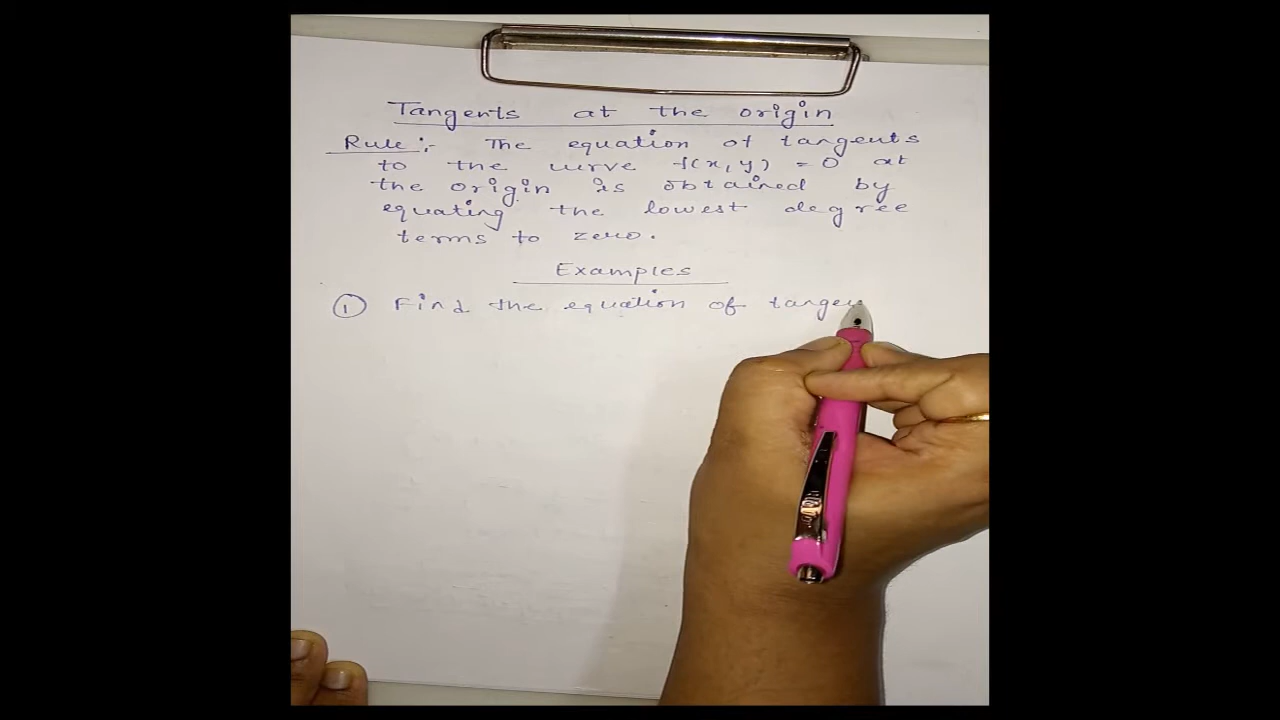 Tangents at the origin
Rule:- The equation of tangents
to the curve f(x, y) = 0 at
the origin is obtained by
equating the lowest degree
terms to zero.
Examples
① Find the equation of tangen